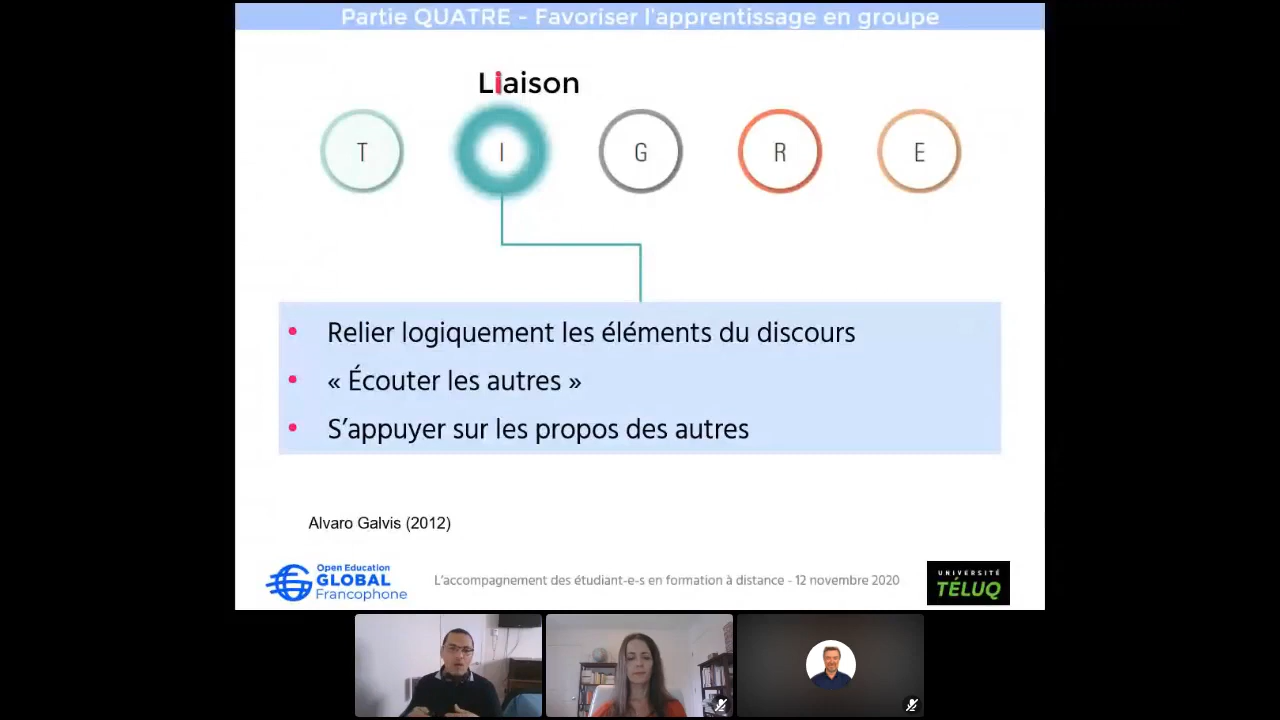 Partie QUATRE - Favoriser l'apprentissage en groupe
Liaison
T I G R E
• Relier logiquement les éléments du discours
• « Écouter les autres »
• S’appuyer sur les propos des autres
Alvaro Galvis (2012)
Open Education
GLOBAL
Francophone
L’accompagnement des étudiant-e-s en formation à distance - 12 novembre 2020
UNIVERSITÉ
TÉLUQ